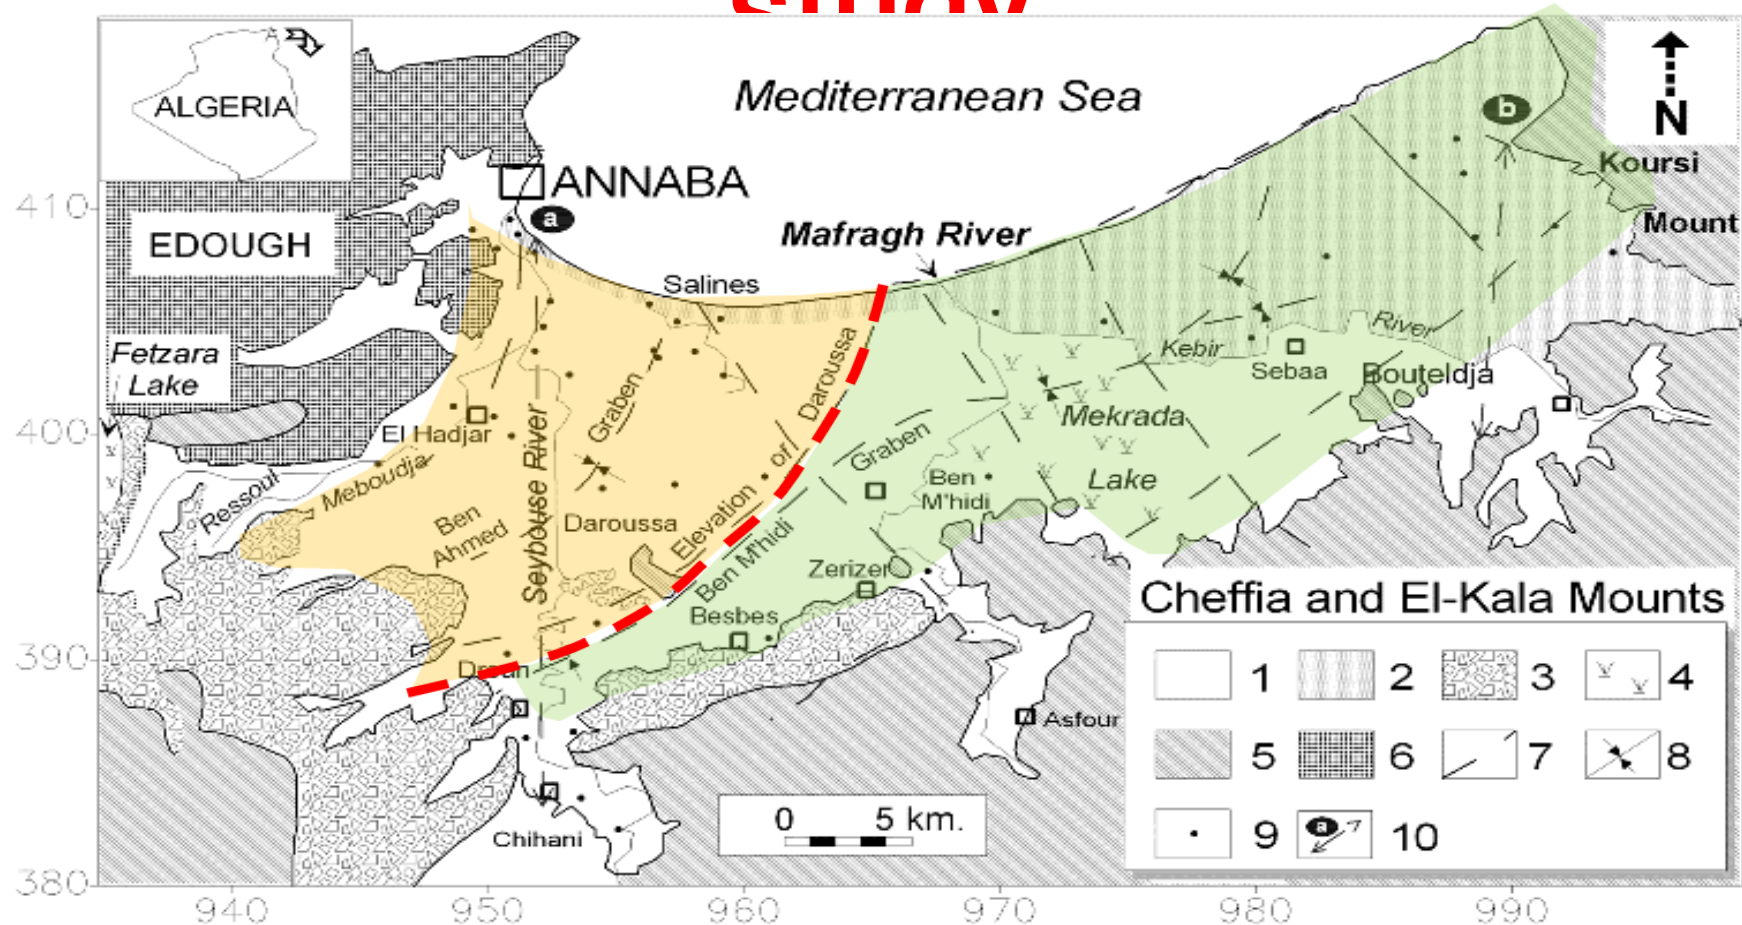 study
ALGERIA
A
Mediterranean Sea
b
N
Koursi
Mount
ANNABA
a
410
EDOUGH
Mafragh River
Salines
Fetzara
Lake
River
Kebir
Sebaa
Bouteldja
Daroussa
Graben
Mekrada
Lake
400
El Hadjar
Meboudja
Ressoul
Seybouse River
Graben
Ben
M'hidi
Ben
Ahmed
Daroussa
Elevation or
Ben M'hidi
Zerizer
Besbes
390
Drean
Asfour
Chihani
0 5 km.
380
940 950 960 970 980 990
Cheffia and El-Kala Mounts
1 2 3 4
5 6 7 8
9 a 10